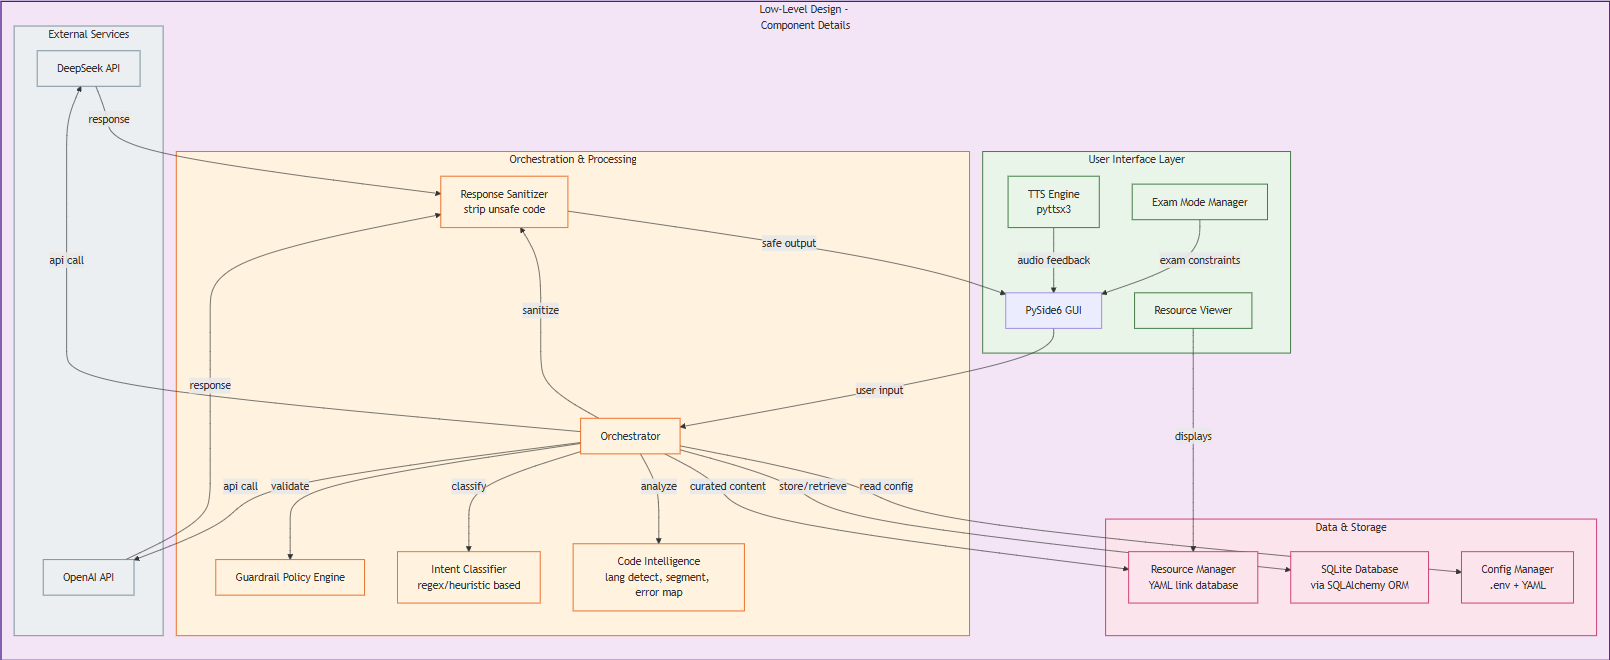 Low-Level Design -
Component Details
External Services
DeepSeek API
response
api call
OpenAI API
Orchestration & Processing
Response Sanitizer
strip unsafe code
safe output
sanitize
response
user input
Orchestrator
api call
validate
classify
analyze
curated content
store/retrieve
read config
Guardrail Policy Engine
Intent Classifier
regex/heuristic based
Code Intelligence
lang detect, segment,
error map
User Interface Layer
TTS Engine
pyttsx3
Exam Mode Manager
audio feedback
exam constraints
PySide6 GUI
Resource Viewer
displays
Data & Storage
Resource Manager
YAML link database
SQLite Database
via SQLAlchemy ORM
Config Manager
.env + YAML